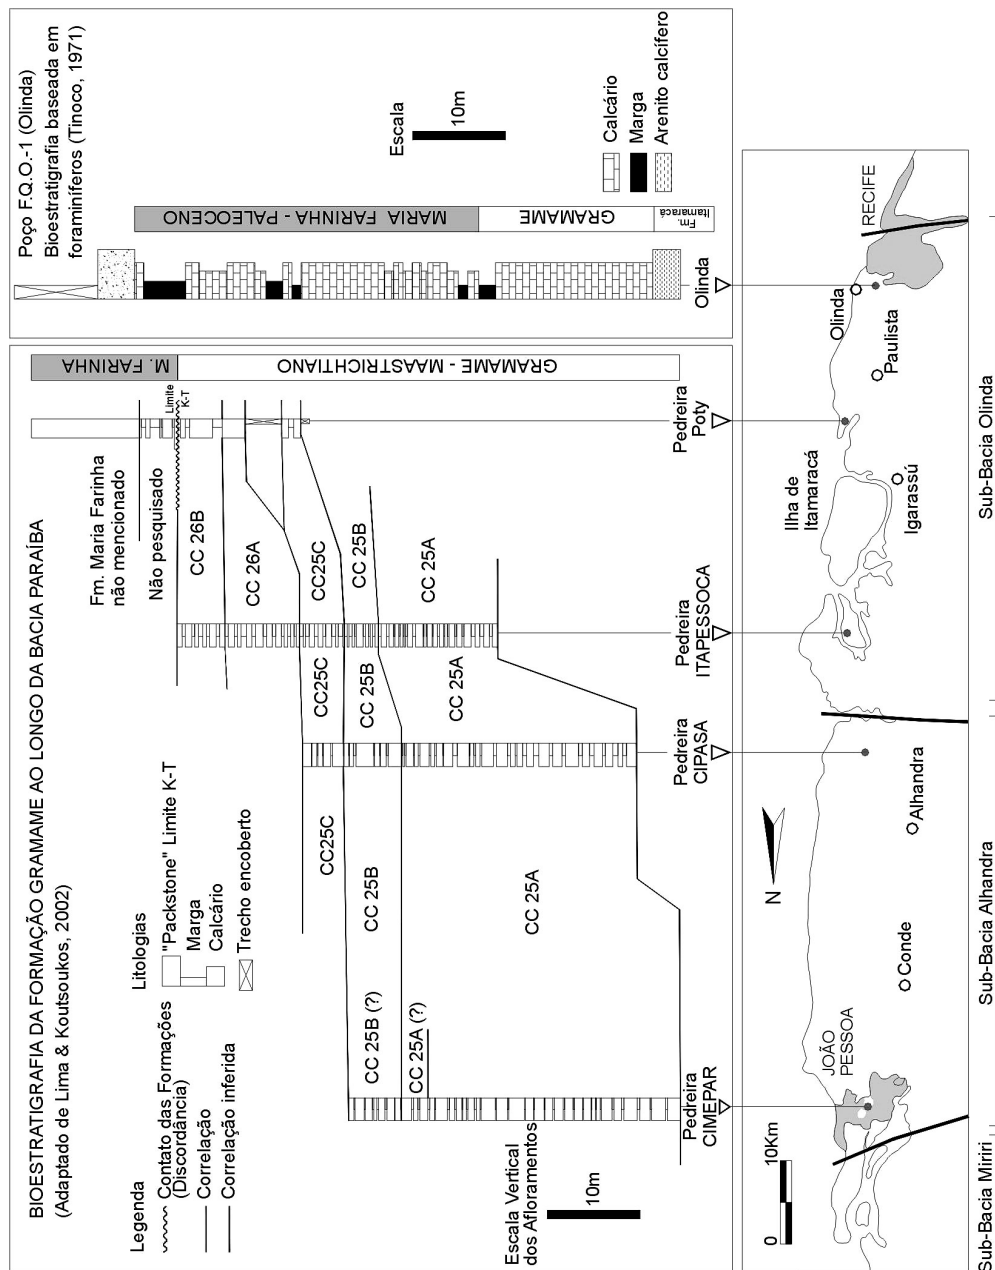 BIOESTRATIGRAFIA DA FORMAÇÃO GRAMAME AO LONGO DA BACIA PARAÍBA
(Adaptado de Lima & Koutsoukos, 2002)
Legenda
Contato das Formações
(Discordância)
Correlação
Correlação inferida
Litologias
"Packstone" Limite K-T
Marga
Calcário
Trecho encoberto
Fm. Maria Farinha
não mencionado
Não pesquisado
Limite
K-T
CC 26B
CC 26A
CC25C
CC 25B
CC 25A
CC25C
CC 25B
CC 25A
CC25C
CC 25B
CC 25A
CC 25B (?)
CC 25A (?)
M. FARINHA
GRAMAME - MAASTRICHTIANO
Escala Vertical
dos Afloramentos
10m
Pedreira
CIMEPAR
Pedreira
CIPASA
Pedreira
ITAPESSOCA
Pedreira
Poty
Poço F.Q.O.-1 (Olinda)
Bioestratigrafia baseada em
foraminíferos (Tinoco, 1971)
MARIA FARINHA - PALEOCENO
GRAMAME
Fm.
Itamaracá
Escala
10m
Calcário
Marga
Arenito calcífero
Olinda
0
10Km
N
JOÃO
PESSOA
Conde
Alhandra
Ilha de
Itamaracá
Igarassú
Paulista
Olinda
RECIFE
Sub-Bacia Miriri
Sub-Bacia Alhandra
Sub-Bacia Olinda